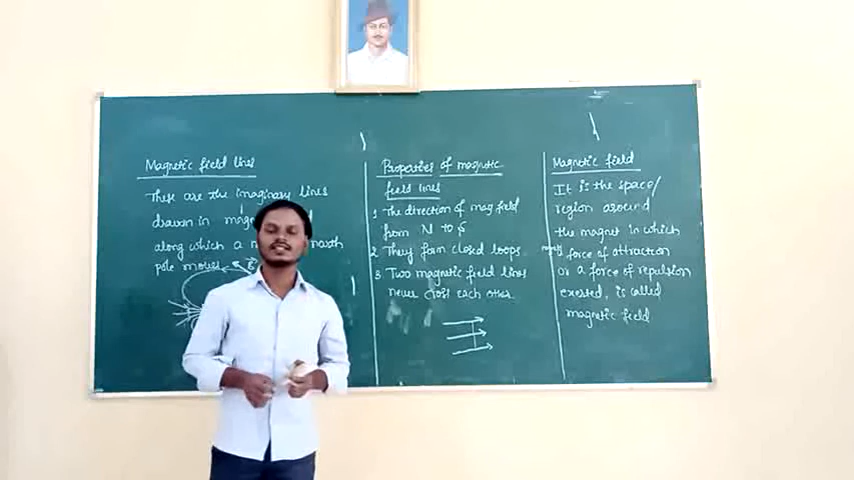 Magnetic field lines
These are the imaginary lines
drawn in
along which a north
pole moves
Properties of magnetic
field lines
1 The direction of mag field
from N to S
2 They form closed loops.
3 Two magnetic field lines
never cross each other.
Magnetic field
It is the space/
region around
the magnet in which
force of attraction
or a force of repulsion
exerted, is called
magnetic field